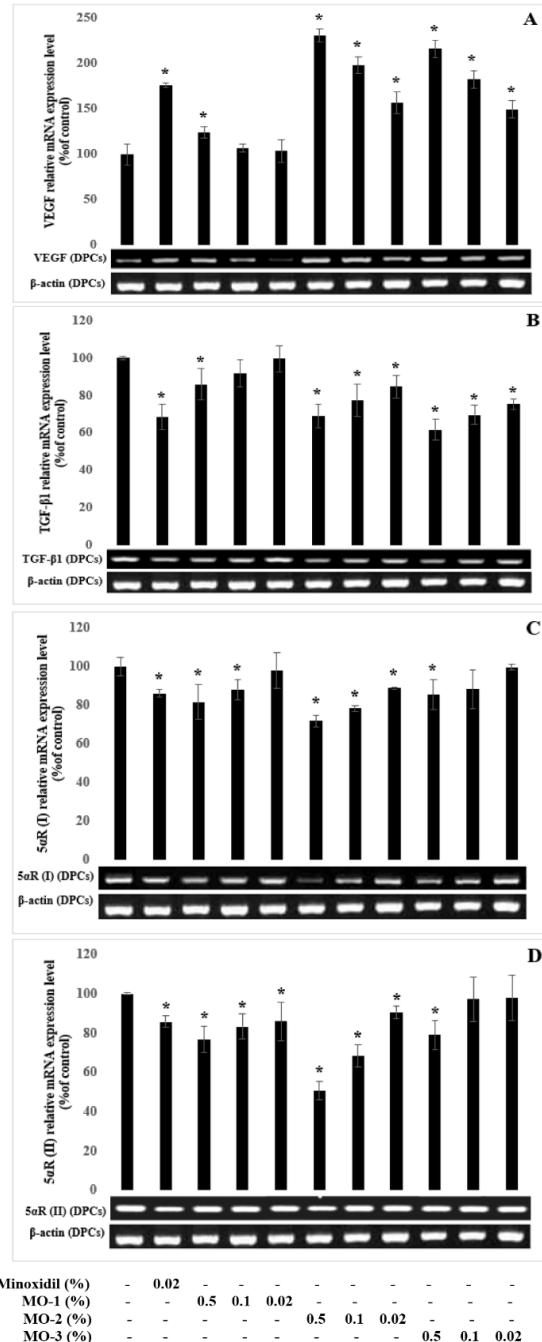 A
VEGF relative mRNA expression level
(%of control)
250
200
150
100
50
0
* * * * * * * *
VEGF (DPCs)
β-actin (DPCs)
B
TGF-β1 relative mRNA expression level
(%of control)
120
100
80
60
40
20
0
* * * * * * * *
TGF-β1 (DPCs)
β-actin (DPCs)
C
5αR (I) relative mRNA expression level
(%of control)
120
100
80
60
40
20
0
* * * * * * *
5αR (I) (DPCs)
β-actin (DPCs)
D
5αR (II) relative mRNA expression level
(%of control)
120
100
80
60
40
20
0
* * * * * * * *
5αR (II) (DPCs)
β-actin (DPCs)
Minoxidil (%) - 0.02 - - - - - - - - -
MO-1 (%) - - 0.5 0.1 0.02 - - - - - -
MO-2 (%) - - - - - 0.5 0.1 0.02 - - -
MO-3 (%) - - - - - - - - 0.5 0.1 0.02